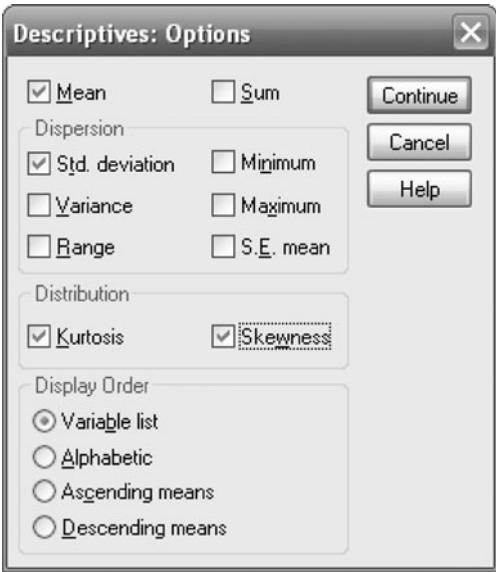 Descriptives: Options
Mean
Sum
Continue
Dispersion
Cancel
Std. deviation
Minimum
Help
Variance
Maximum
Range
S.E. mean
Distribution
Kurtosis
Skewness
Display Order
Variable list
Alphabetic
Ascending means
Descending means